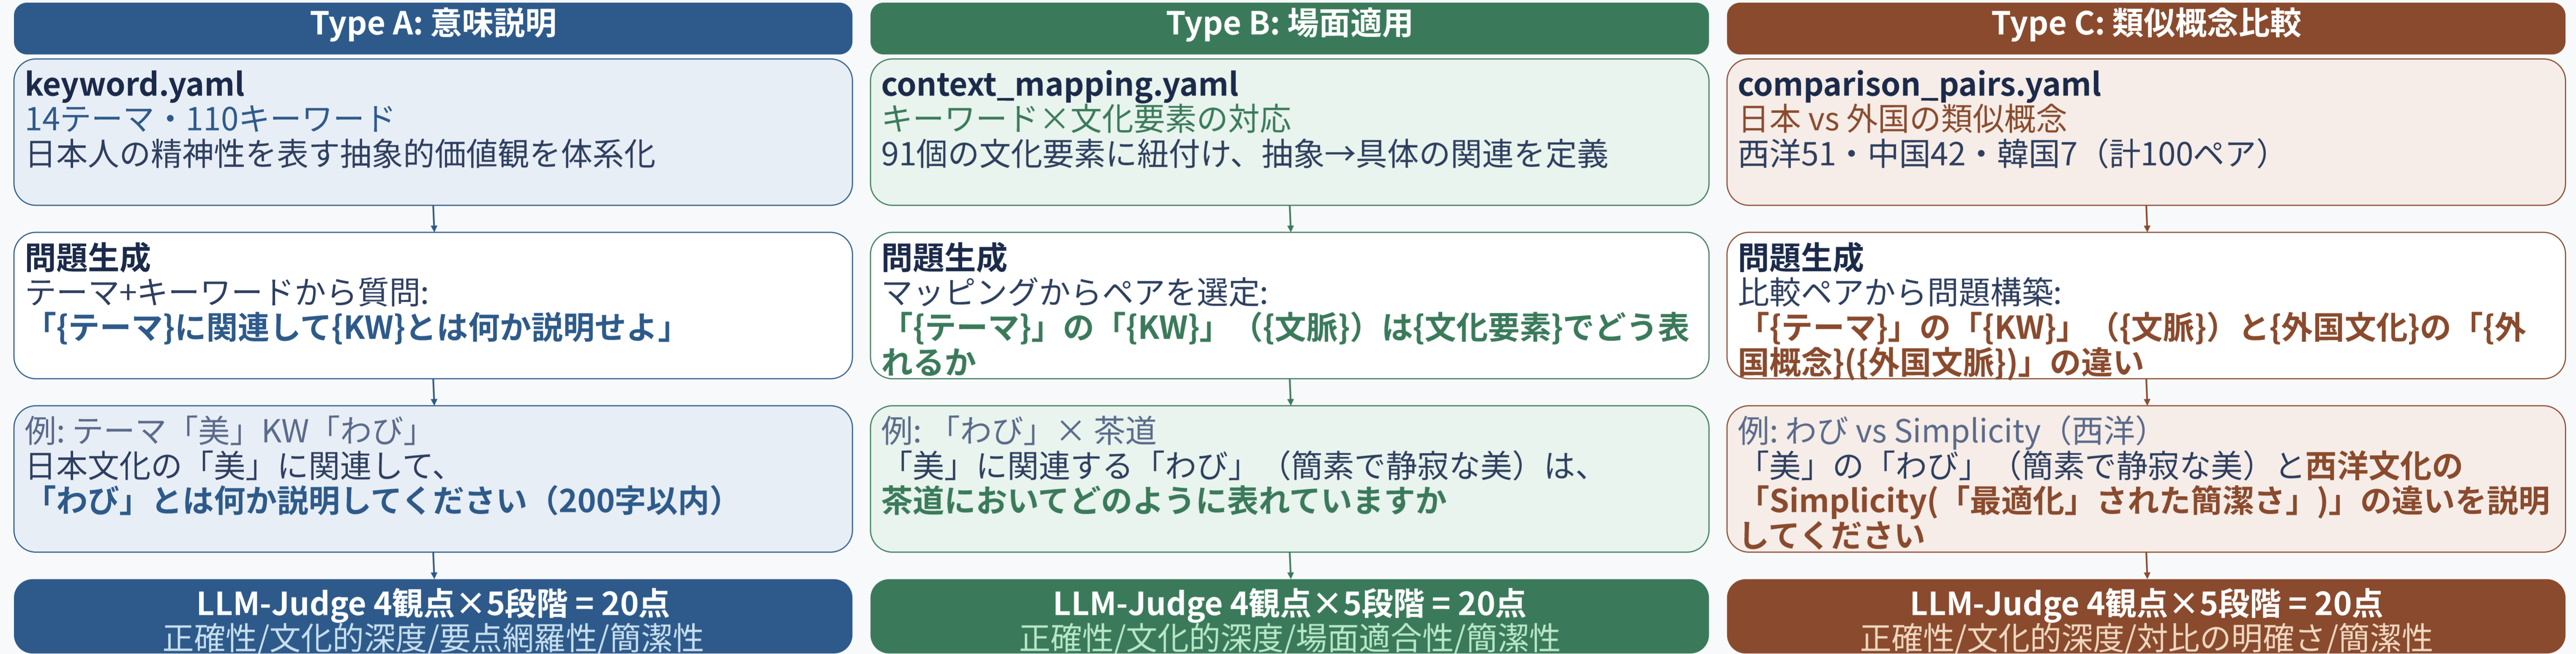 Type A: 意味説明
keyword.yaml
14テーマ・110キーワード
日本人の精神性を表す抽象的価値観を体系化
問題生成
テーマ+キーワードから質問:
「{テーマ}に関連して{KW}とは何か説明せよ」
例: テーマ「美」KW「わび」
日本文化の「美」に関連して、
「わび」とは何か説明してください（200字以内）
LLM-Judge 4観点×5段階 = 20点
正確性/文化的深度/要点網羅性/簡潔性
Type B: 場面適用
context_mapping.yaml
キーワード×文化要素の対応
91個の文化要素に紐付け、抽象→具体の関連を定義
問題生成
マッピングからペアを選定:
「{テーマ}」の「{KW}」（{文脈}）は{文化要素}でどう表
れるか
例: 「わび」× 茶道
「美」に関連する「わび」（簡素で静寂な美）は、
茶道においてどのように表れていますか
LLM-Judge 4観点×5段階 = 20点
正確性/文化的深度/場面適合性/簡潔性
Type C: 類似概念比較
comparison_pairs.yaml
日本 vs 外国の類似概念
西洋51・中国42・韓国7（計100ペア）
問題生成
比較ペアから問題構築:
「{テーマ}」の「{KW}」（{文脈}）と{外国文化}の「{外
国概念}({外国文脈})」の違い
例: わび vs Simplicity（西洋）
「美」の「わび」（簡素で静寂な美）と西洋文化の
「Simplicity(「最適化」された簡潔さ」)」の違いを説明
してください
LLM-Judge 4観点×5段階 = 20点
正確性/文化的深度/対比の明確さ/簡潔性